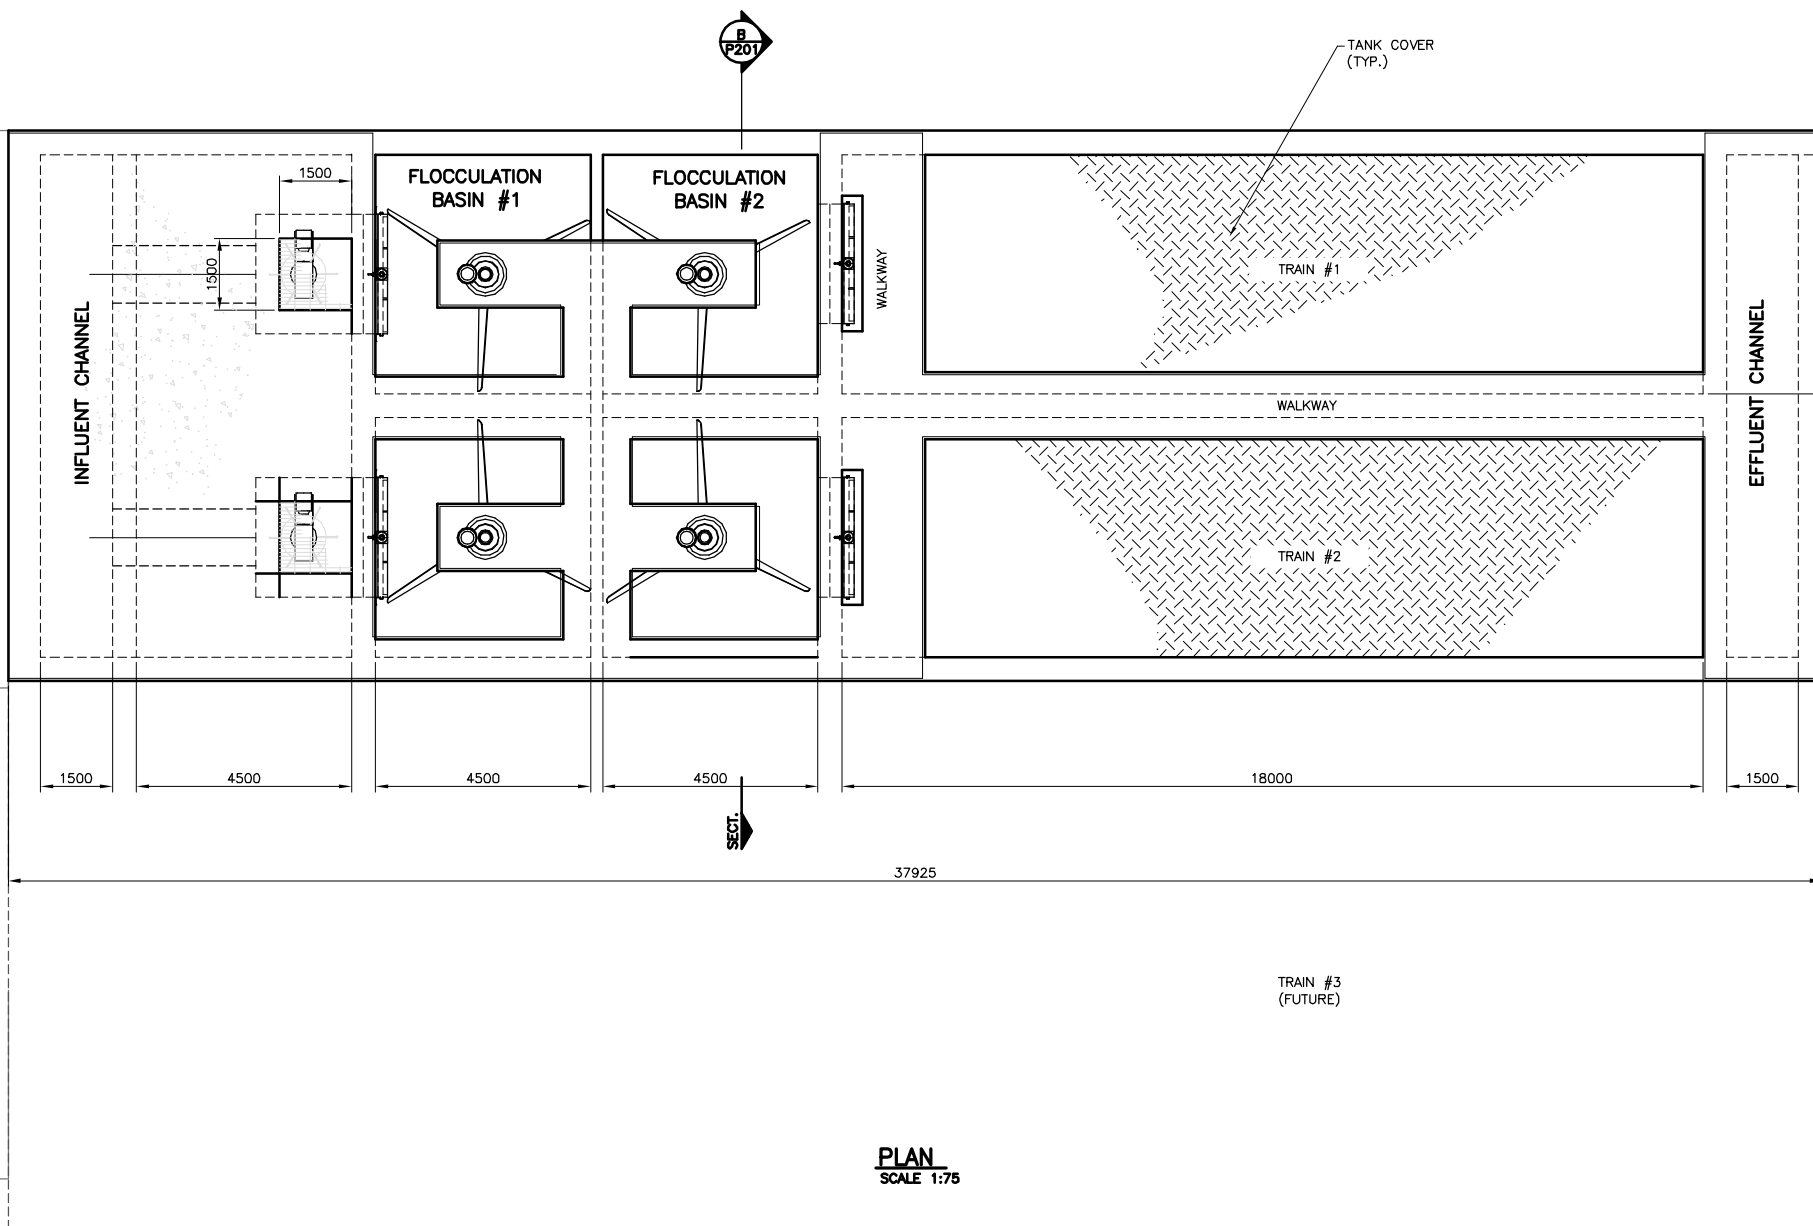 B
P201
TANK COVER
(TYP.)
1500
FLOCCULATION
BASIN #1
FLOCCULATION
BASIN #2
1500
INFLUENT CHANNEL
WALKWAY
TRAIN #1
EFFLUENT CHANNEL
WALKWAY
TRAIN #2
1500
4500
4500
4500
18000
1500
SECT.
37925
TRAIN #3
(FUTURE)
PLAN
SCALE 1:75